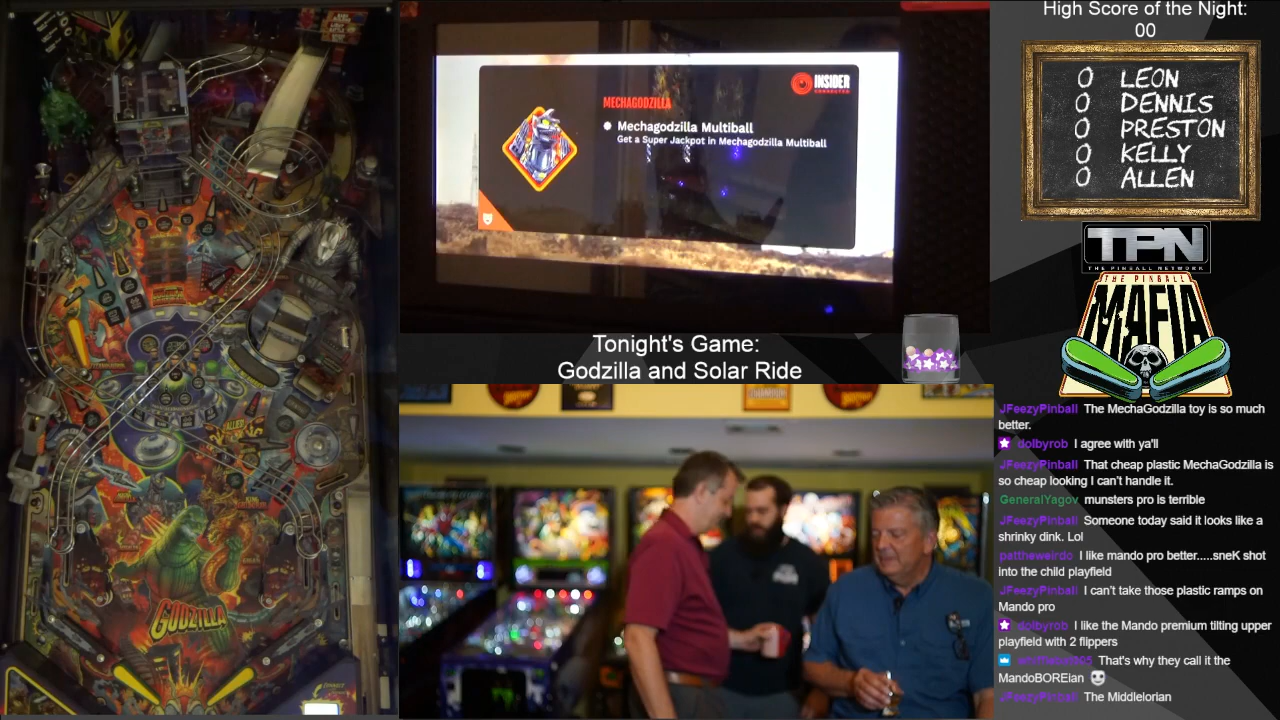 High Score of the Night:
00
0 LEON
0 DENNIS
0 PRESTON
0 KELLY
0 ALLEN
TPN
THE PINBALL NETWORK
THE PINBALL
MAFIA
INSIDER
CONNECTED
MECHAGODZILLA
Mechagodzilla Multiball
Get a Super Jackpot in Mechagodzilla Multiball
Tonight's Game:
Godzilla and Solar Ride
GODZILLA
JFeezyPinball The MechaGodzilla toy is so much
better.
dolbyrob I agree with ya'll
JFeezyPinball That cheap plastic MechaGodzilla is
so cheap looking I can't handle it.
GeneralYagov munsters pro is terrible
JFeezyPinball Someone today said it looks like a
shrinky dink. Lol
pattheweirdo I like mando pro better.....sneK shot
into the child playfield
JFeezyPinball I can't take those plastic ramps on
Mando pro
dolbyrob I like the Mando premium tilting upper
playfield with 2 flippers
That's why they call it the
MandoBOREian
JFeezyPinball The Middlelorian